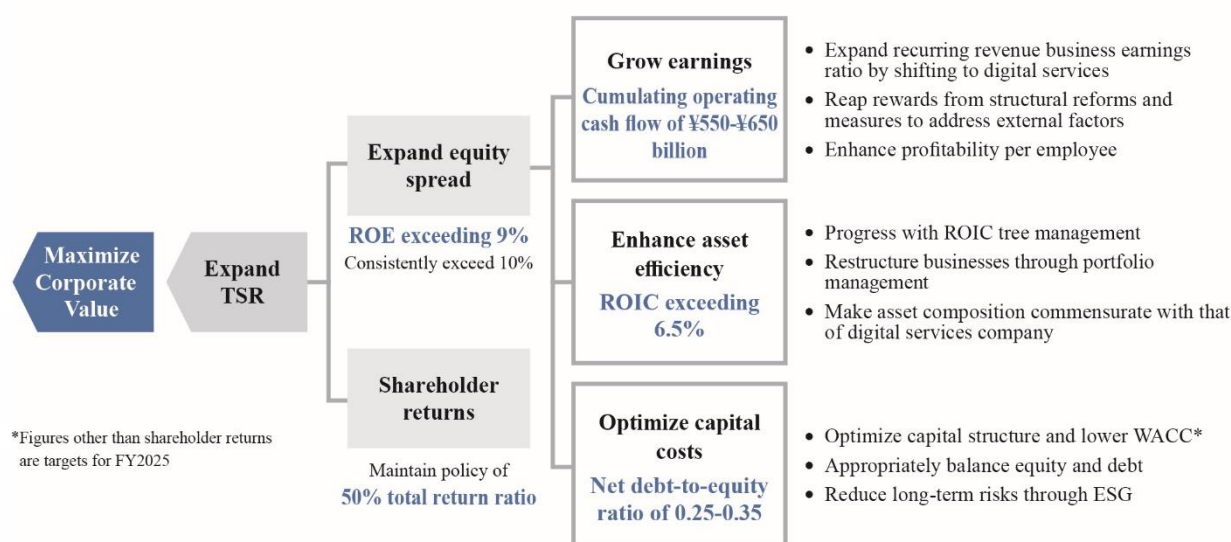 Maximize
Corporate
Value
Expand
TSR
Expand equity
spread
ROE exceeding 9%
Consistently exceed 10%
Shareholder
returns
Maintain policy of
50% total return ratio
Grow earnings
Cumulating operating
cash flow of ¥550-¥650
billion
• Expand recurring revenue business earnings
ratio by shifting to digital services
• Reap rewards from structural reforms and
measures to address external factors
• Enhance profitability per employee
Enhance asset
efficiency
ROIC exceeding
6.5%
• Progress with ROIC tree management
• Restructure businesses through portfolio
management
• Make asset composition commensurate with that
of digital services company
Optimize capital
costs
Net debt-to-equity
ratio of 0.25-0.35
• Optimize capital structure and lower WACC*
• Appropriately balance equity and debt
• Reduce long-term risks through ESG
*Figures other than shareholder returns
are targets for FY2025